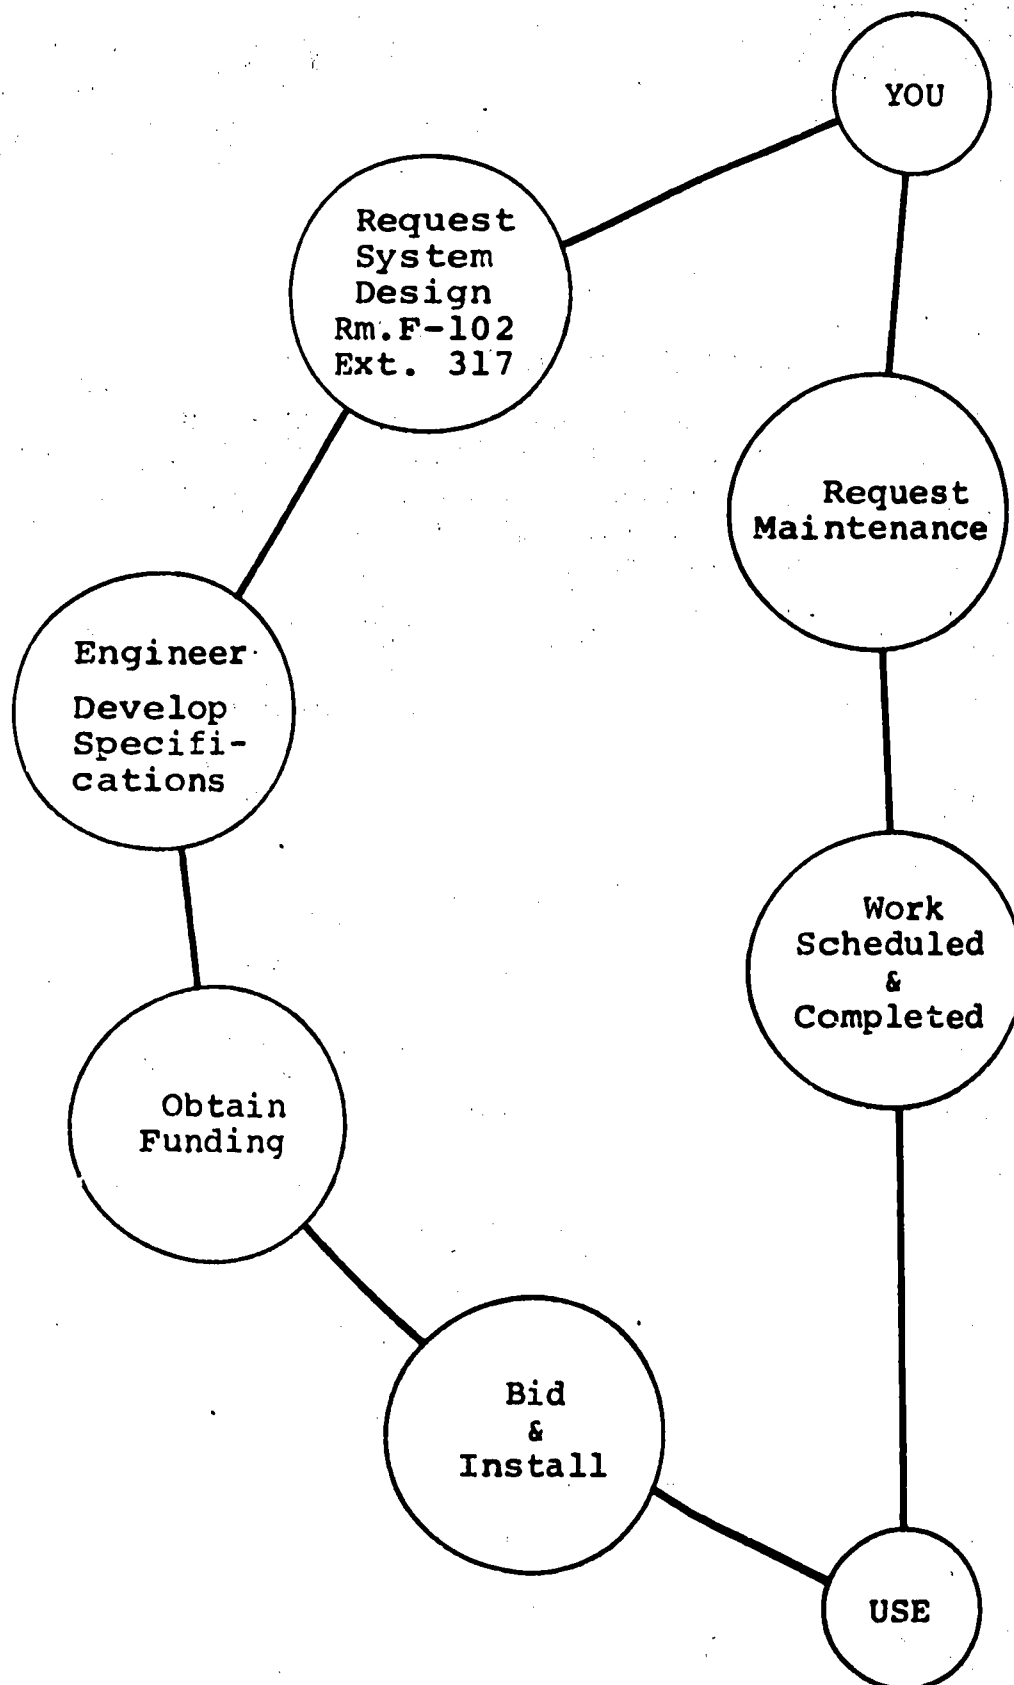 YOU
Request
System
Design
Rm.F-102
Ext. 317
Request
Maintenance
Engineer
Develop
Specifi-
cations
Work
Scheduled
&
Completed
Obtain
Funding
Bid
&
Install
USE